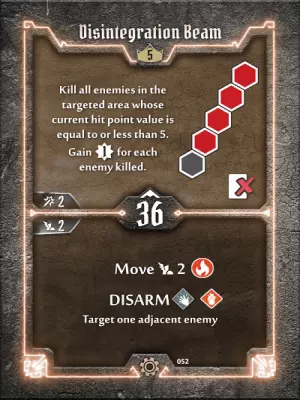 Disintegration Beam
5
Kill all enemies in the
targeted area whose
current hit point value is
equal to or less than 5.
Gain 1 for each
enemy killed.
2
36
2
Move 2
DISARM
Target one adjacent enemy
052